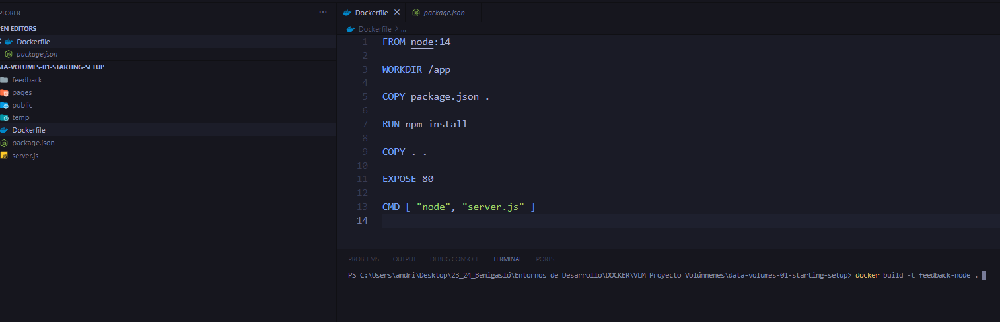 PLORER
PEN EDITORS
Dockerfile
package.json
ATA-VOLUMES-01-STARTING-SETUP
feedback
pages
public
temp
Dockerfile
package.json
server.js
Dockerfile
package.json
Dockerfile > ...
1 FROM node:14
2
3 WORKDIR /app
4
5 COPY package.json .
6
7 RUN npm install
8
9 COPY . .
10
11 EXPOSE 80
12
13 CMD [ "node", "server.js" ]
14
PROBLEMS OUTPUT DEBUG CONSOLE TERMINAL PORTS
PS C:\Users\andri\Desktop\23_24_Benigasló\Entornos de Desarrollo\DOCKER\VLM Proyecto Volúmnenes\data-volumes-01-starting-setup> docker build -t feedback-node .